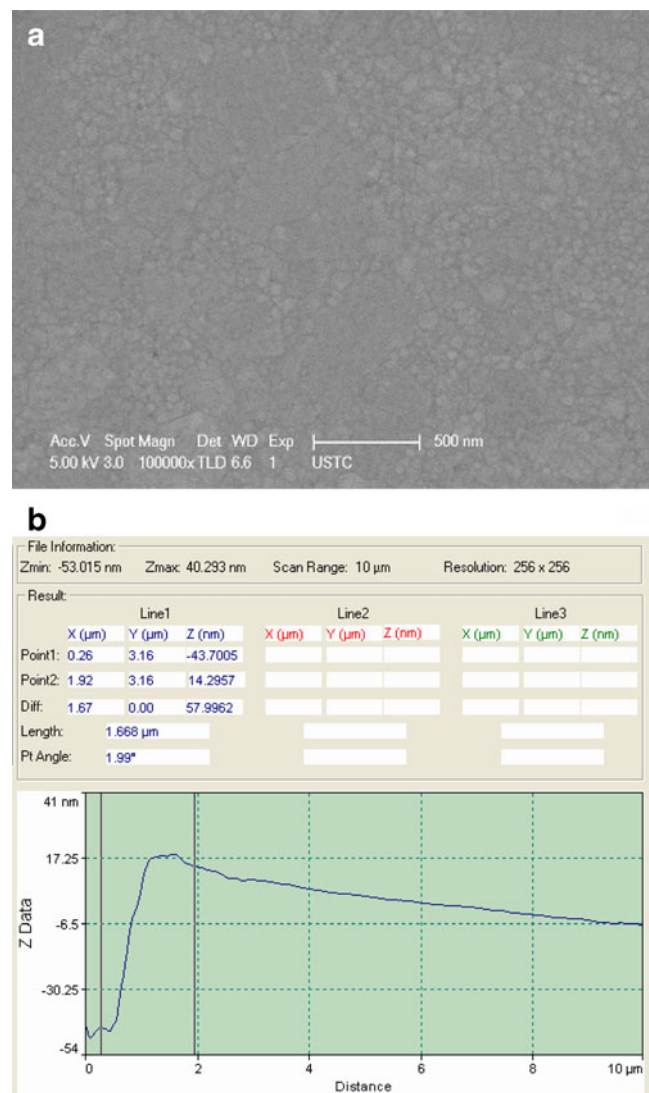 a
Acc.V Spot Magn Det WD Exp 500 nm
5.00 kV 3.0 100000x TLD 6.6 1 USTC
b
File Information:
Zmin: -53.015 nm Zmax: 40.293 nm Scan Range: 10 µm Resolution: 256 x 256
Result:
Line1 Line2 Line3
X (µm) Y (µm) Z (nm) X (µm) Y (µm) Z (nm) X (µm) Y (µm) Z (nm)
Point1: 0.26 3.16 -43.7005
Point2: 1.92 3.16 14.2957
Diff: 1.67 0.00 57.9962
Length: 1.668 µm
Pt Angle: 1.99°
41 nm
17.25
-6.5
-30.25
-54
Z Data
0 2 4 6 8 10 µm
Distance